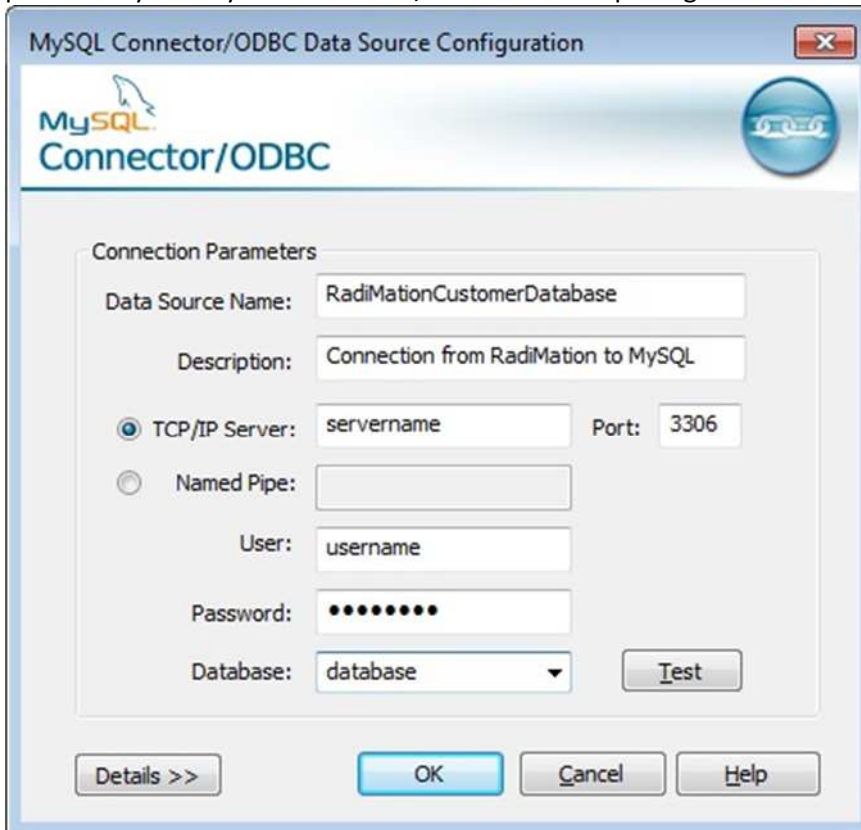 MySQL Connector/ODBC Data Source Configuration
MySQL
Connector/ODBC
Connection Parameters
Data Source Name: RadiMationCustomerDatabase
Description: Connection from RadiMation to MySQL
TCP/IP Server: servername Port: 3306
Named Pipe:
User: username
Password: ••••••••
Database: database Test
Details >> OK Cancel Help